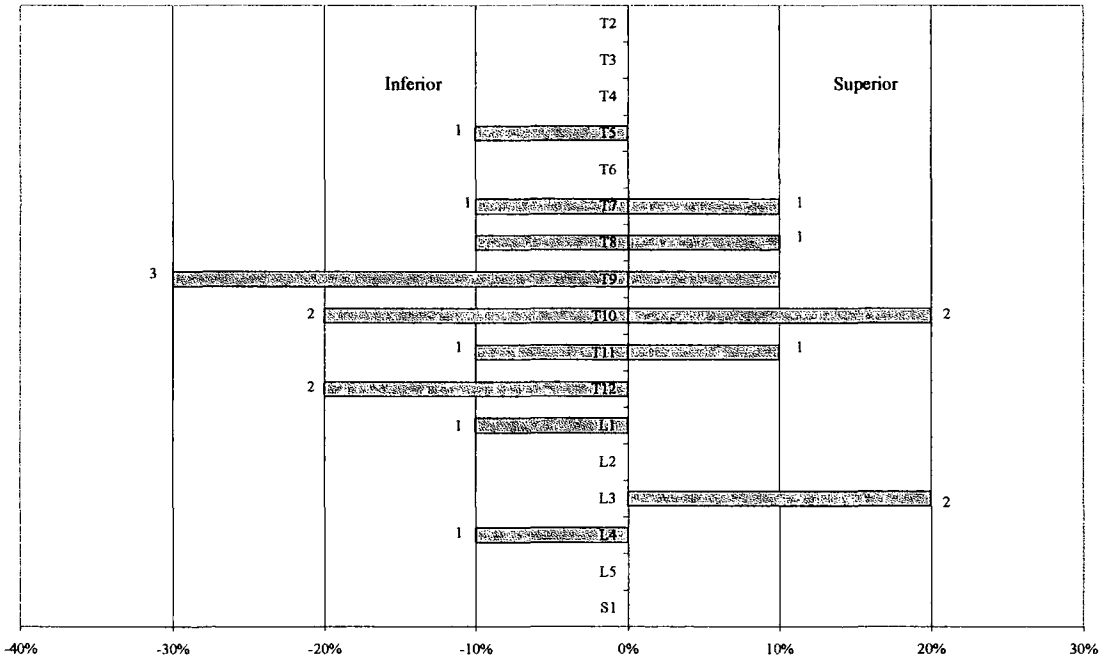 T2
T3
Inferior
Superior
T4
1 T5
T6
1 T7 1
T8 1
3 T9
2 T10 2
1 T11 1
2 T12
1 L1
L2
L3 2
1 L4
L5
S1
-40% -30% -20% -10% 0% 10% 20% 30%